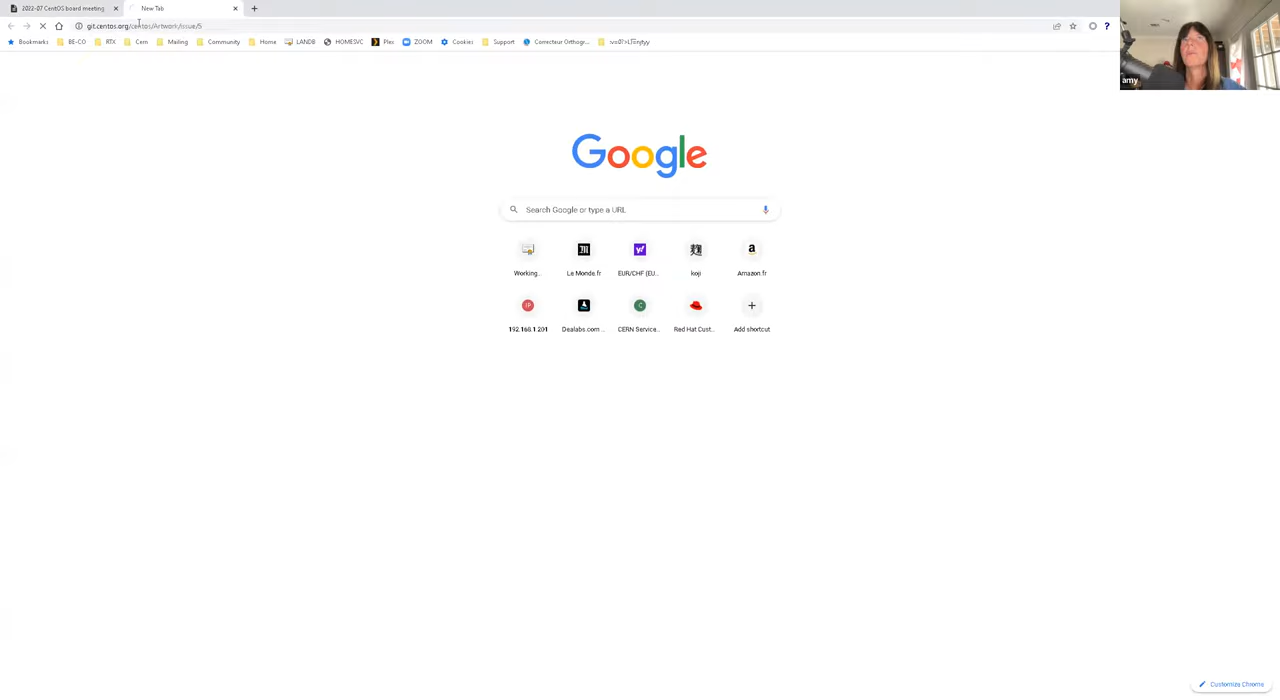 2022-07 CentOS board meeting
New Tab
git.centos.org/centos/Artwork/issue/5
Bookmarks BE-CO RTX Cern Mailing Community Home LANDB HOMESVC Plex ZOOM Cookies Support Correcteur Orthogr...
amy
Google
Search Google or type a URL
Working... Le Monde.fr EUR/CHF (EU... koji Amazon.fr
192.168.1.201 Dealabs.com ... CERN Service... Red Hat Cust... Add shortcut
Customize Chrome